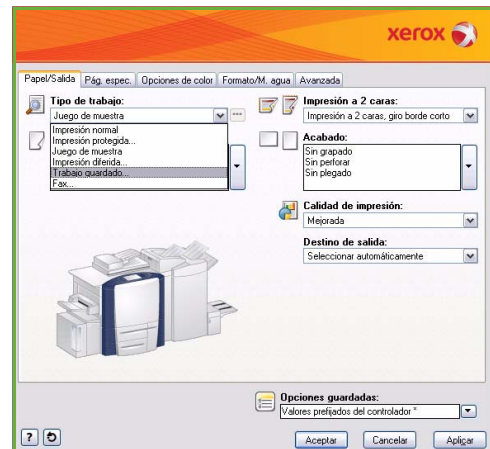 xerox
Papel/Salida Pág. espec. Opciones de color Formato/M. agua Avanzada
Tipo de trabajo:
Juego de muestra
Impresión normal
Impresión protegida...
Juego de muestra
Impresión diferida...
Trabajo guardado...
Fax...
Impresión a 2 caras:
Impresión a 2 caras, giro borde corto
Acabado:
Sin grapado
Sin perforar
Sin plegado
Calidad de impresión:
Mejorada
Destino de salida:
Seleccionar automáticamente
Opciones guardadas:
Valores prefijados del controlador *
?
Aceptar Cancelar Aplicar